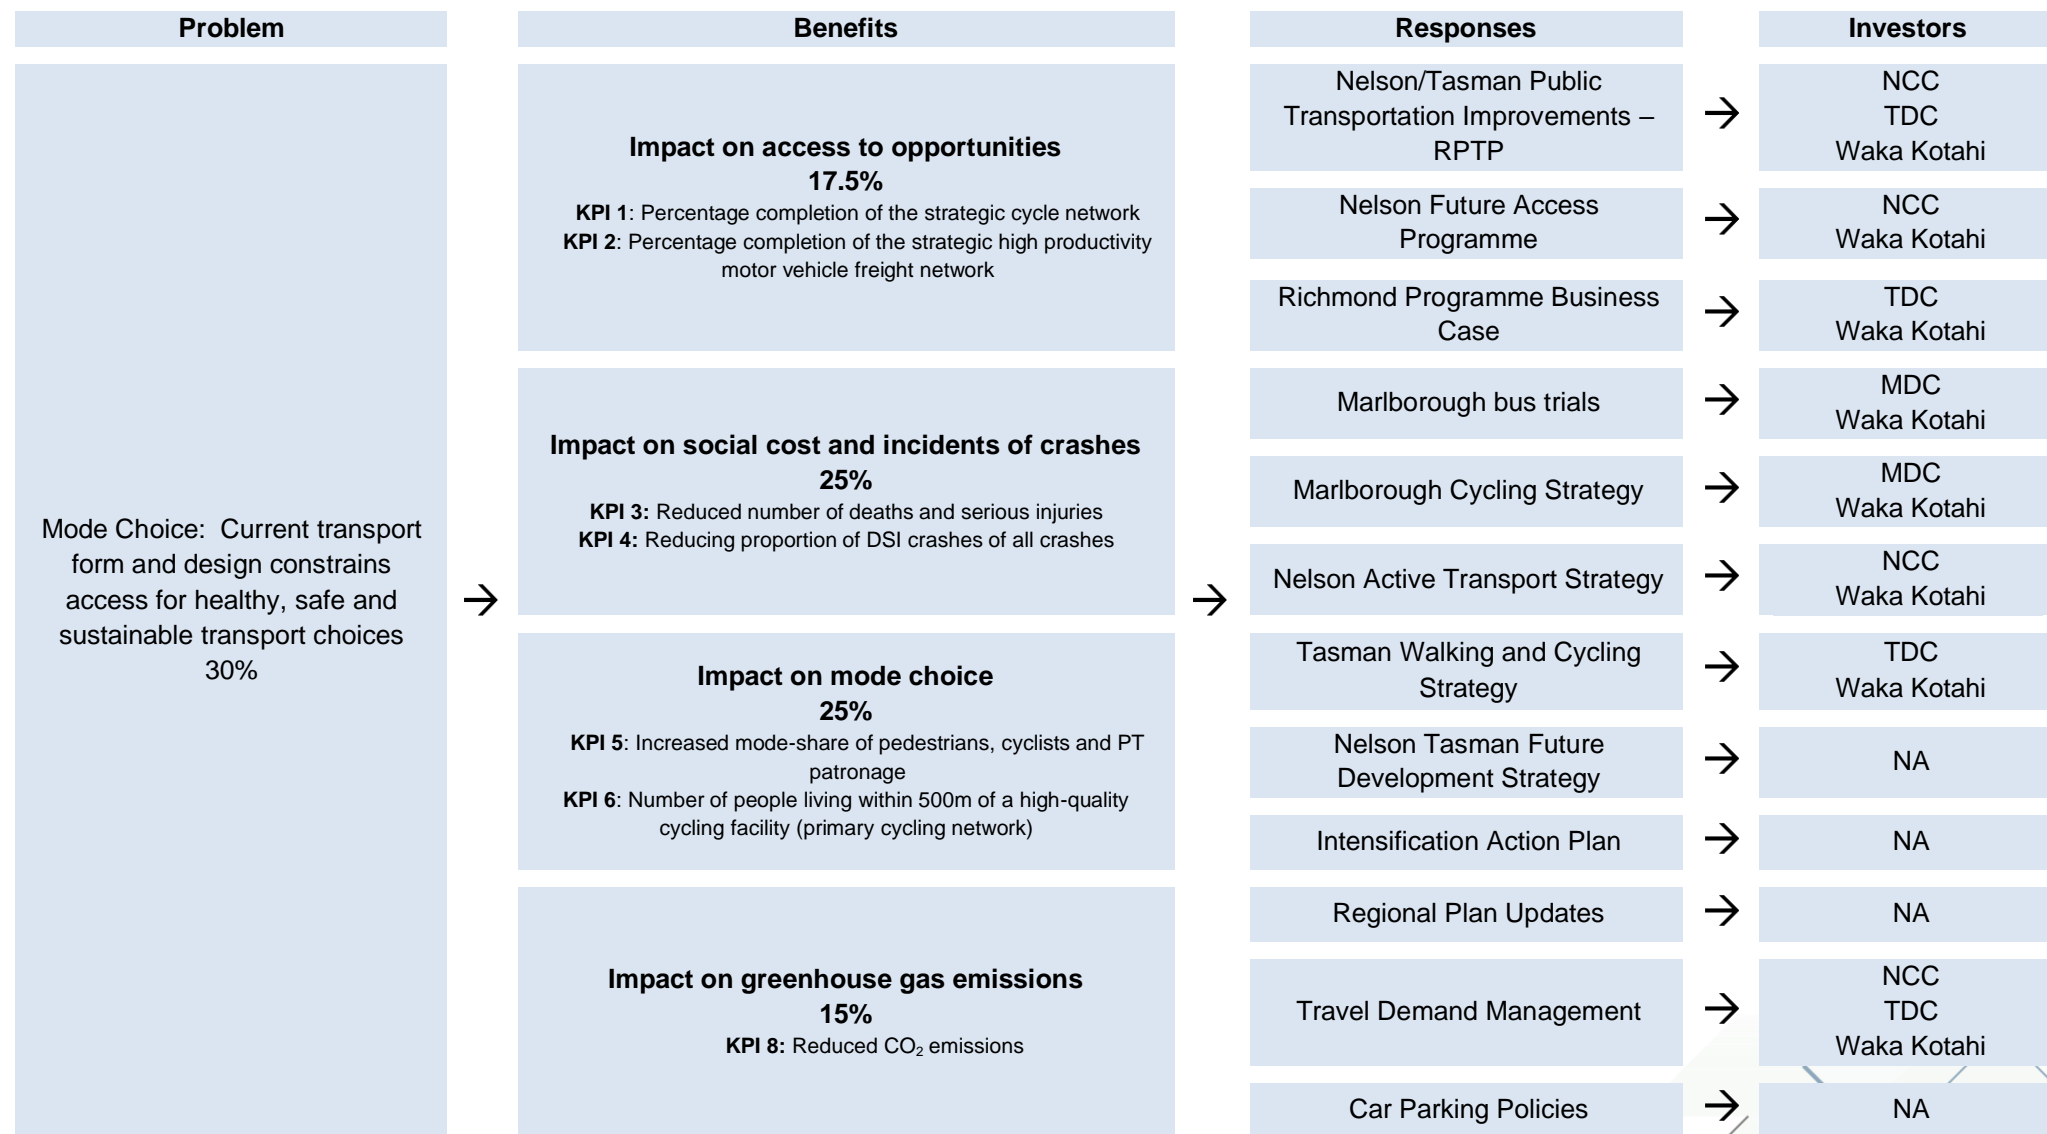 Problem
Benefits
Responses
Investors
Mode Choice:  Current transport
form and design constrains
access for healthy, safe and
sustainable transport choices
30%
→
Impact on access to opportunities
17.5%
KPI 1: Percentage completion of the strategic cycle network
KPI 2: Percentage completion of the strategic high productivity
motor vehicle freight network
Impact on social cost and incidents of crashes
25%
KPI 3: Reduced number of deaths and serious injuries
KPI 4: Reducing proportion of DSI crashes of all crashes
Impact on mode choice
25%
KPI 5: Increased mode-share of pedestrians, cyclists and PT
patronage
KPI 6: Number of people living within 500m of a high-quality
cycling facility (primary cycling network)
Impact on greenhouse gas emissions
15%
KPI 8: Reduced CO₂ emissions
→
Nelson/Tasman Public
Transportation Improvements –
RPTP
→
NCC
TDC
Waka Kotahi
Nelson Future Access
Programme
→
NCC
Waka Kotahi
Richmond Programme Business
Case
→
TDC
Waka Kotahi
Marlborough bus trials
→
MDC
Waka Kotahi
Marlborough Cycling Strategy
→
MDC
Waka Kotahi
Nelson Active Transport Strategy
→
NCC
Waka Kotahi
Tasman Walking and Cycling
Strategy
→
TDC
Waka Kotahi
Nelson Tasman Future
Development Strategy
→
NA
Intensification Action Plan
→
NA
Regional Plan Updates
→
NA
Travel Demand Management
→
NCC
TDC
Waka Kotahi
Car Parking Policies
→
NA